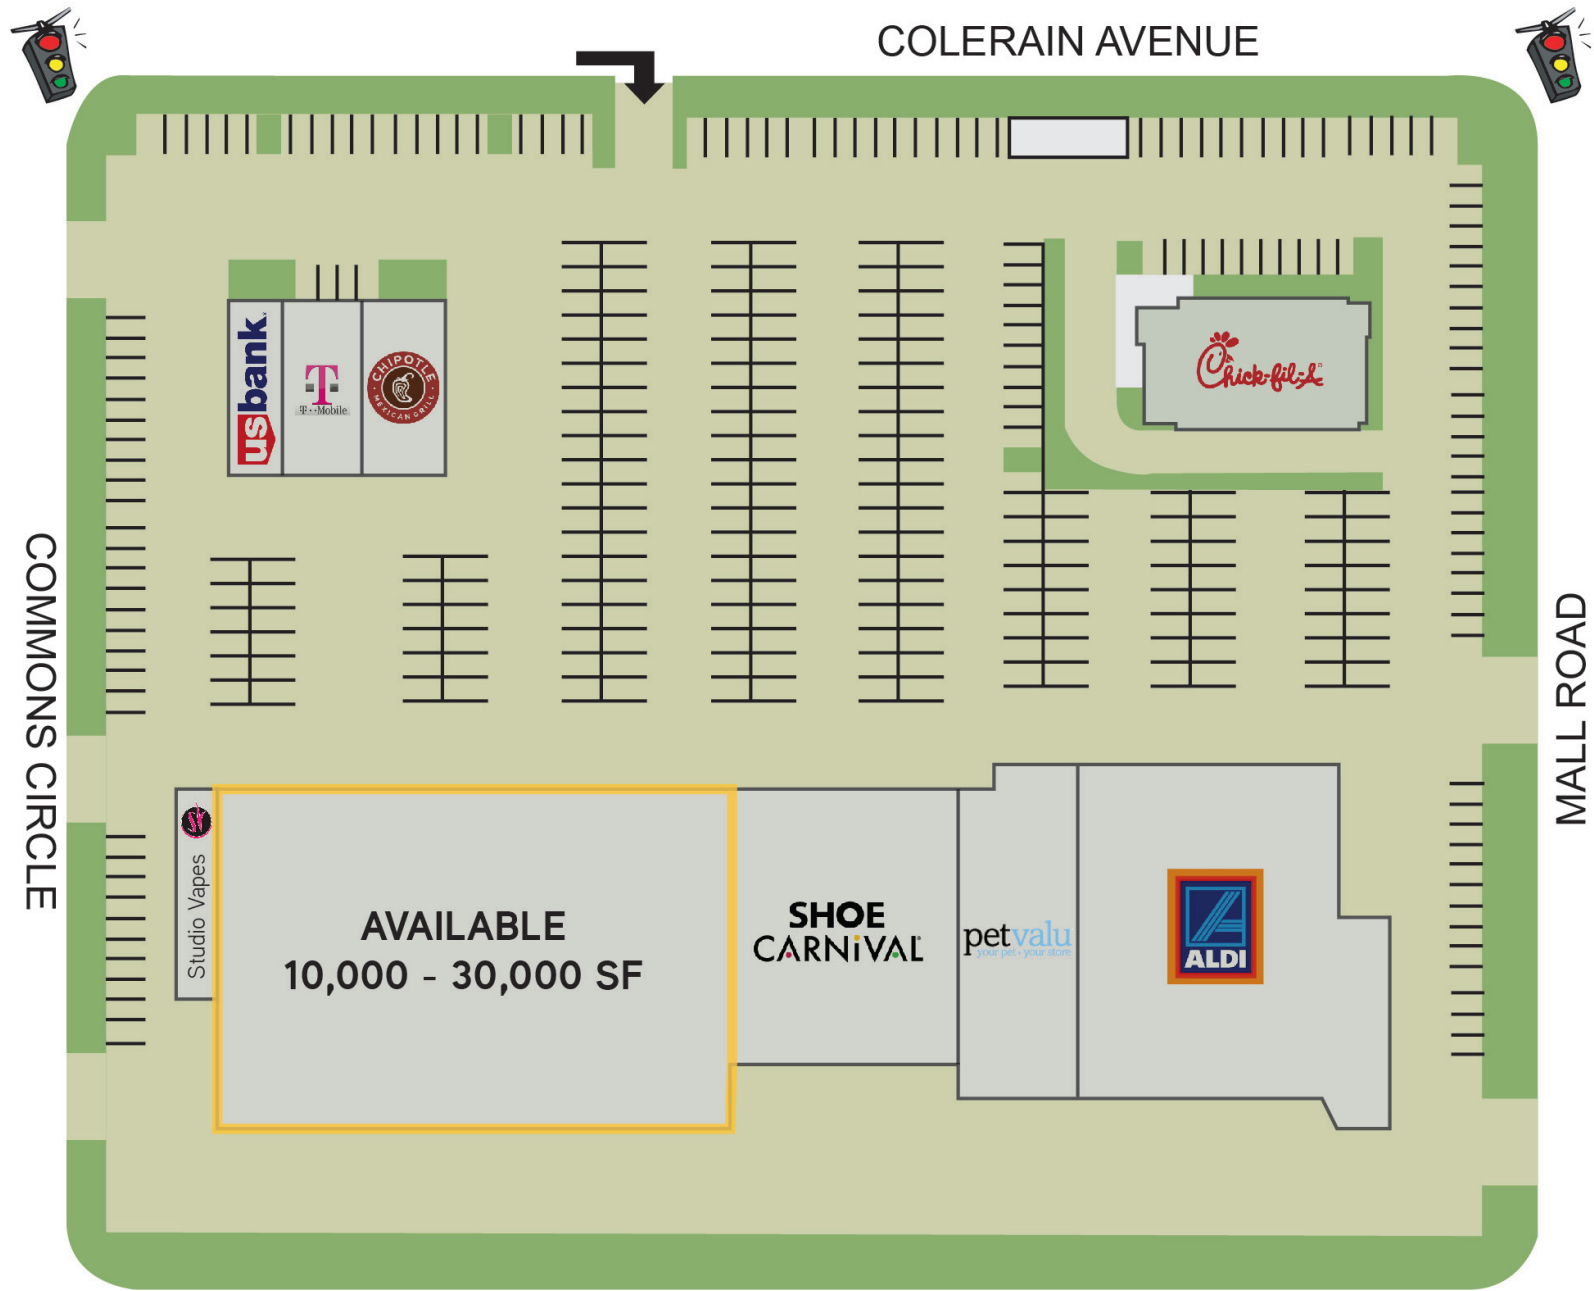 COLERAIN AVENUE
usbank
T
T··Mobile
CHIPOTLE
MEXICAN GRILL
Chick-fil-A
COMMONS CIRCLE
MALL ROAD
Studio Vapes
AVAILABLE
10,000 - 30,000 SF
SHOE
CARNiVAL
petvalu
your pet · your store
ALDI